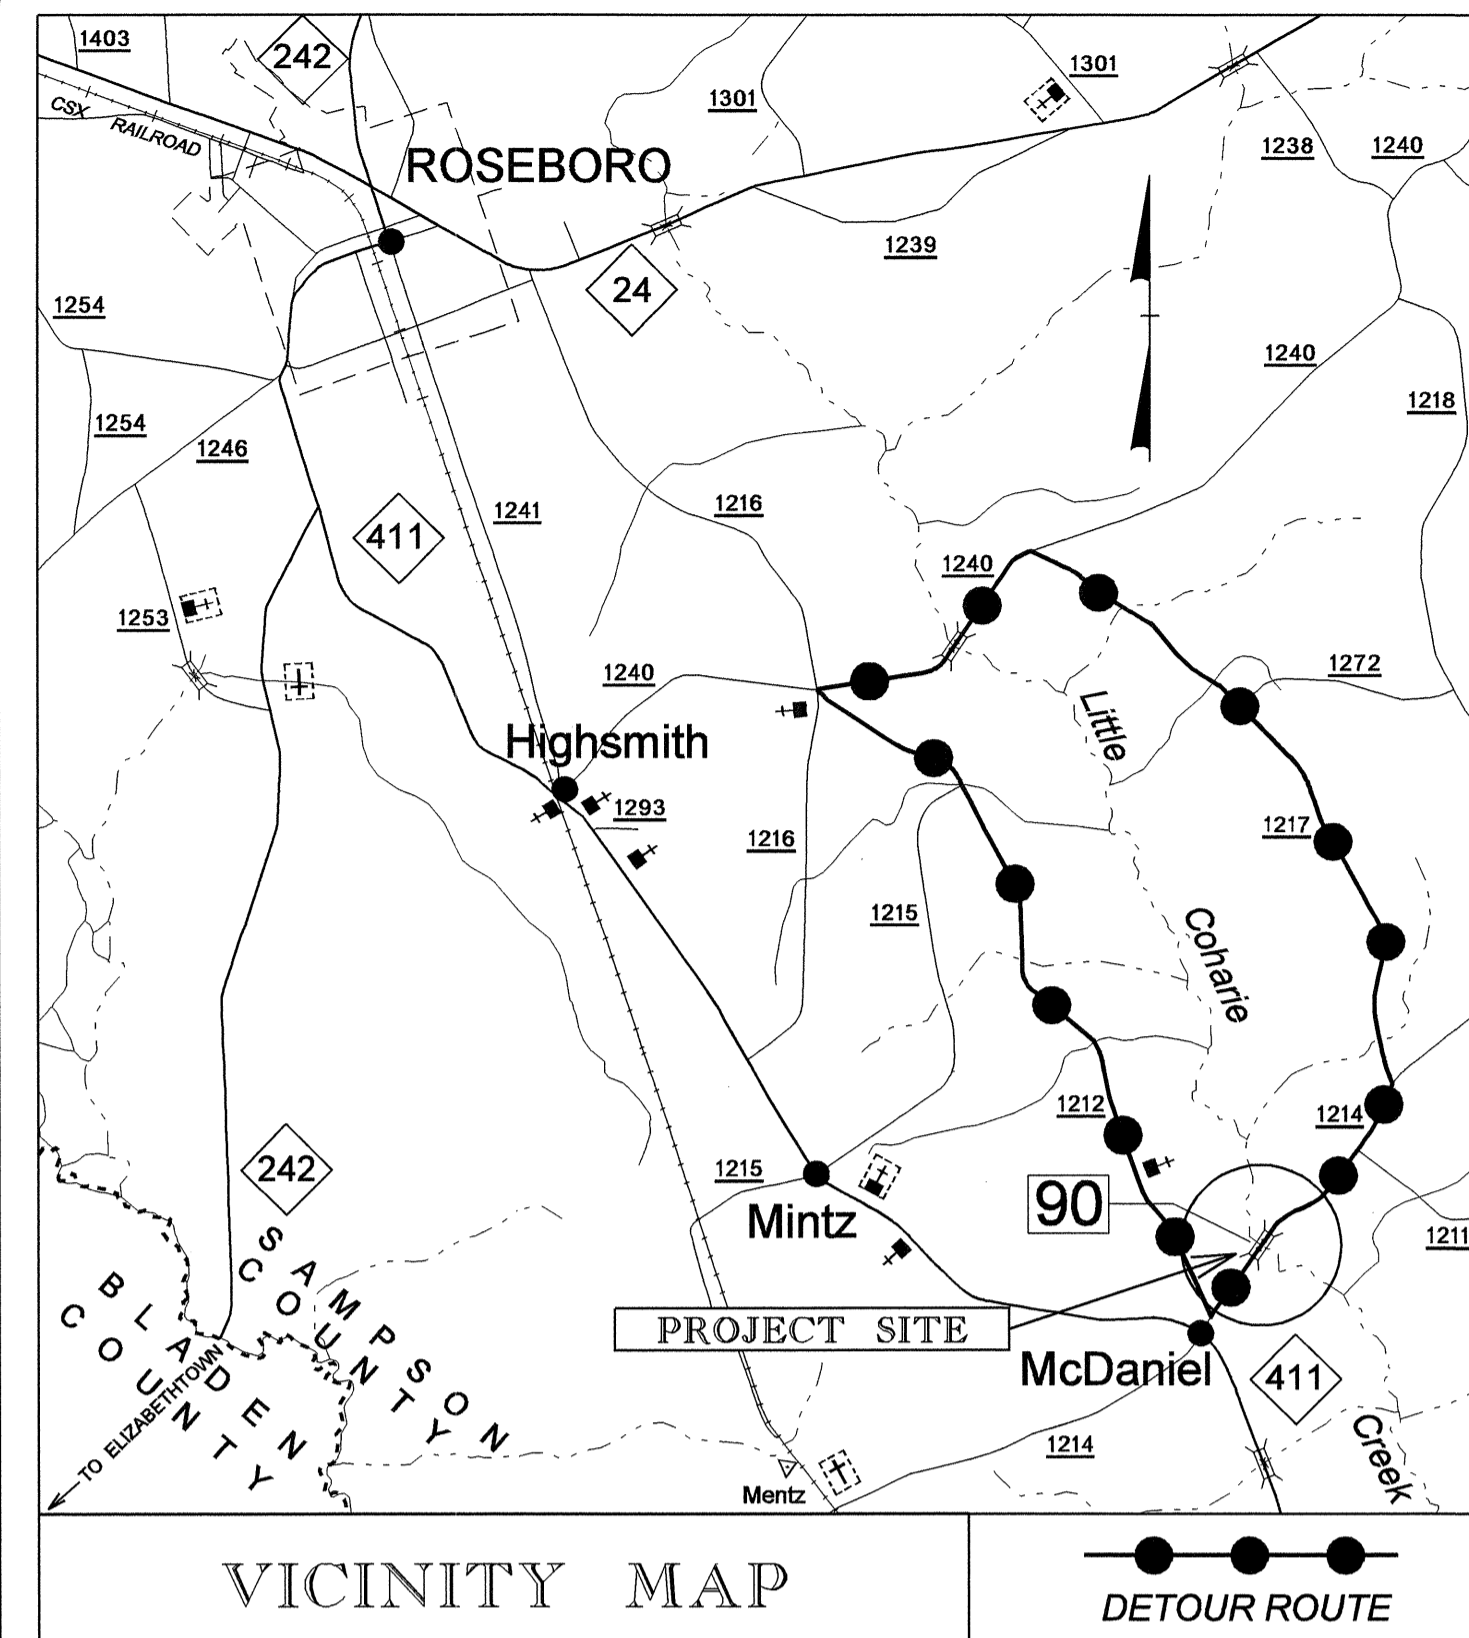 1403
242
1301
1301
CSX RAILROAD
ROSEBORO
1238
1240
1239
24
1254
1240
1218
1254
1246
1216
1241
411
1240
1253
1240
1272
Little
Highsmith
1293
1216
1217
1215
Coharie
1212
1214
242
1215
90
Mintz
1211
SAMPSON
COUNTY
BLADEN
COUNTY
PROJECT SITE
McDaniel
411
TO ELIZABETHTOWN
1214
Creek
Mentz
VICINITY MAP
DETOUR ROUTE